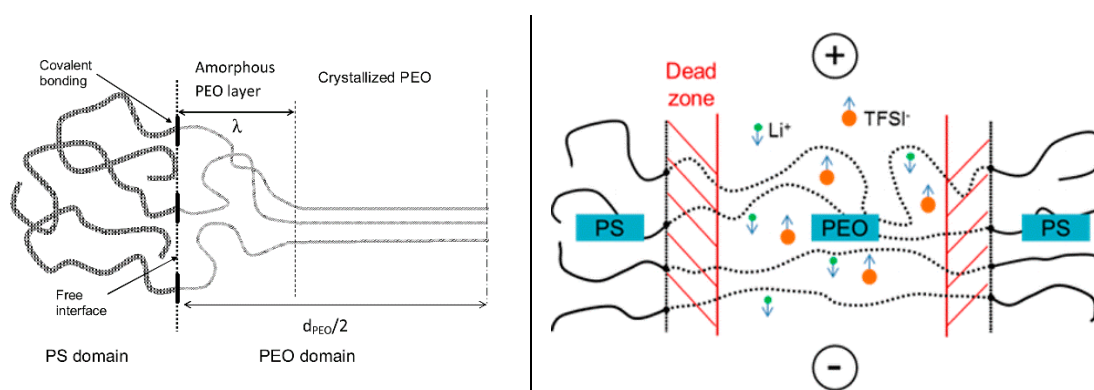 Covalent
bonding
Amorphous
PEO layer
Crystallized PEO
λ
Free
interface
d_PEO/2
PS domain
PEO domain
+
Dead
zone
Li⁺
TFSI⁻
PS
PEO
PS
-